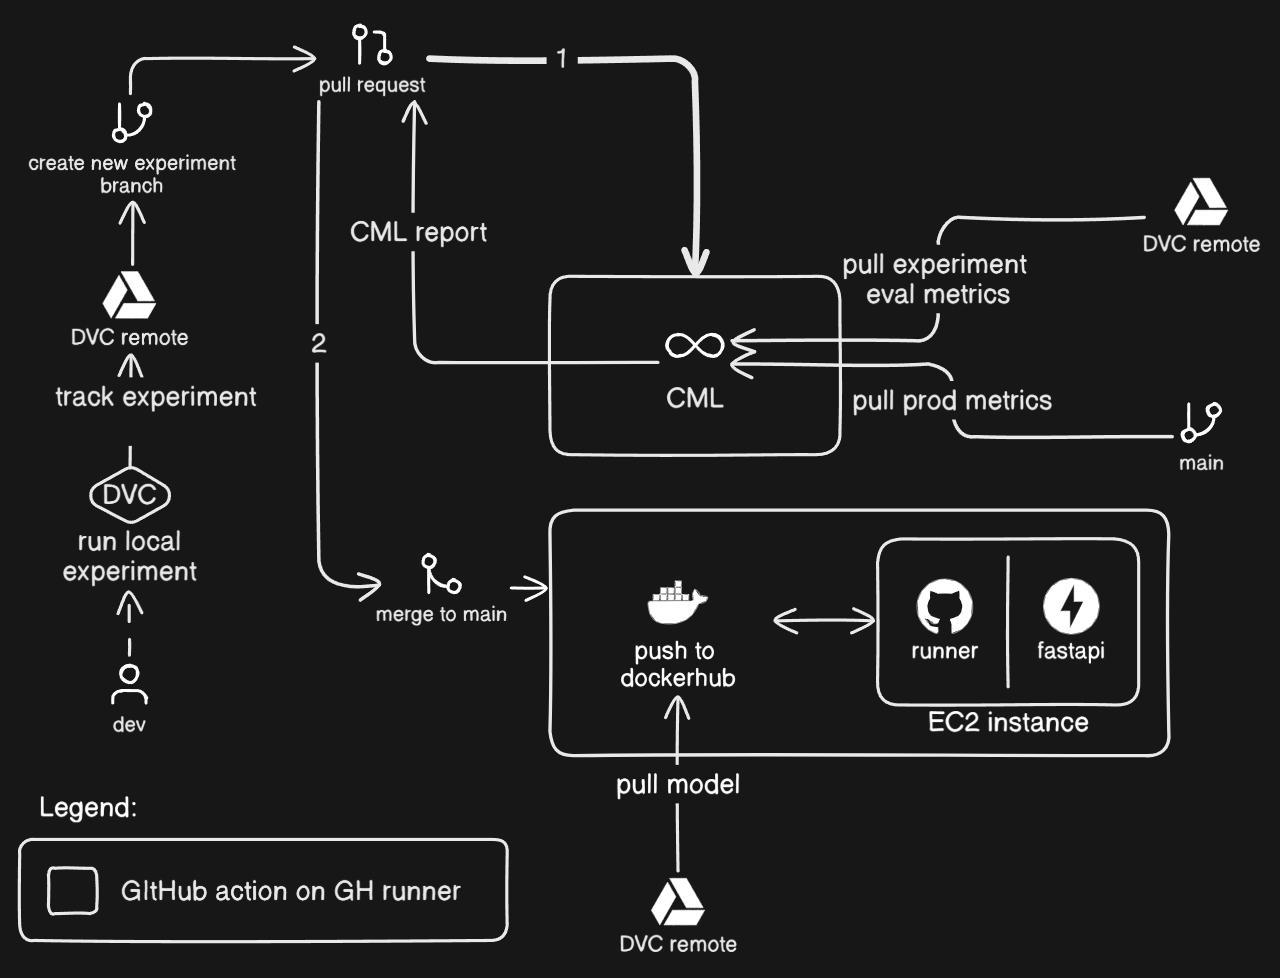 pull request
1
create new experiment
branch
CML report
DVC remote
pull experiment
eval metrics
DVC remote
2
track experiment
CML
pull prod metrics
main
DVC
run local
experiment
merge to main
push to
dockerhub
runner
fastapi
EC2 instance
dev
pull model
Legend:
GItHub action on GH runner
DVC remote